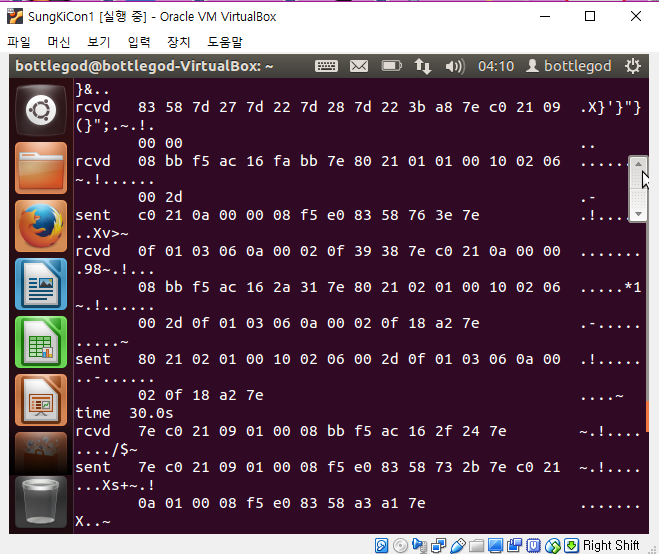 SungKiCon1 [실행 중] - Oracle VM VirtualBox
파일 머신 보기 입력 장치 도움말
bottlegod@bottlegod-VirtualBox: ~ 04:10 bottlegod
}&..
rcvd 83 58 7d 27 7d 22 7d 28 7d 22 3b a8 7e c0 21 09 .X}'}"}
(}";.~.!.
00 00 ..
rcvd 08 bb f5 ac 16 fa bb 7e 80 21 01 01 00 10 02 06 .......
~.!......
00 2d .-
sent c0 21 0a 00 00 08 f5 e0 83 58 76 3e 7e .!.....
..Xv>~
rcvd 0f 01 03 06 0a 00 02 0f 39 38 7e c0 21 0a 00 00 .......
.98~.!...
08 bb f5 ac 16 2a 31 7e 80 21 02 01 00 10 02 06 .....*1
~.!......
00 2d 0f 01 03 06 0a 00 02 0f 18 a2 7e .-.....
.....~
sent 80 21 02 01 00 10 02 06 00 2d 0f 01 03 06 0a 00 .!.....
..-......
02 0f 18 a2 7e ....~
time 30.0s
rcvd 7e c0 21 09 01 00 08 bb f5 ac 16 2f 24 7e ~.!....
..../$~
sent 7e c0 21 09 01 00 08 f5 e0 83 58 73 2b 7e c0 21 ~.!....
...Xs+~.!
0a 01 00 08 f5 e0 83 58 a3 a1 7e .......
X..~
Right Shift